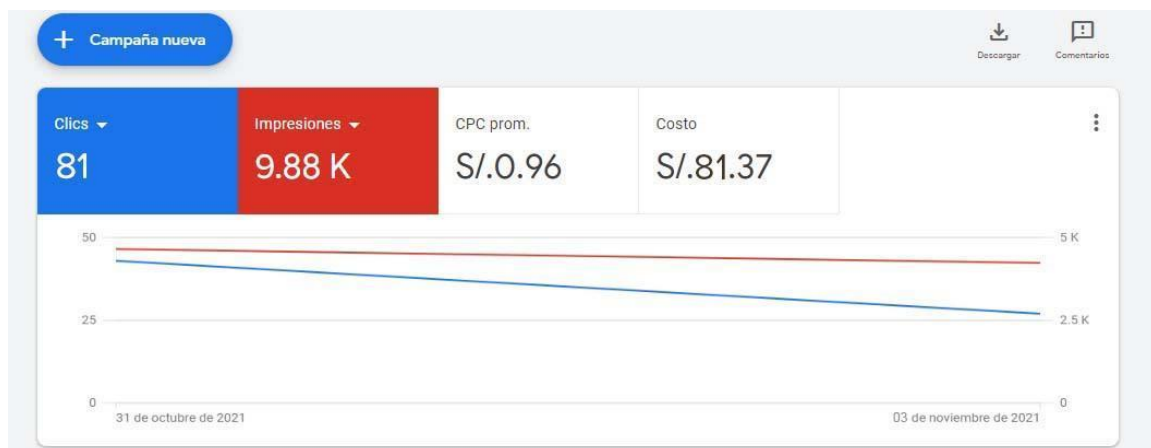 + Campaña nueva
Descargar
Comentarios
Clics
81
Impresiones
9.88 K
CPC prom.
S/.0.96
Costo
S/.81.37
50
5 K
25
2.5 K
0
0
31 de octubre de 2021
03 de noviembre de 2021